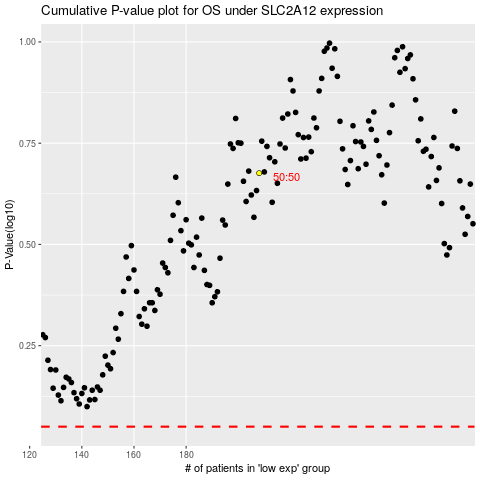 Cumulative P-value plot for OS under SLC2A12 expression
1.00
0.75
0.50
0.25
P-Value(log10)
50:50
120 140 160 180
# of patients in 'low exp' group